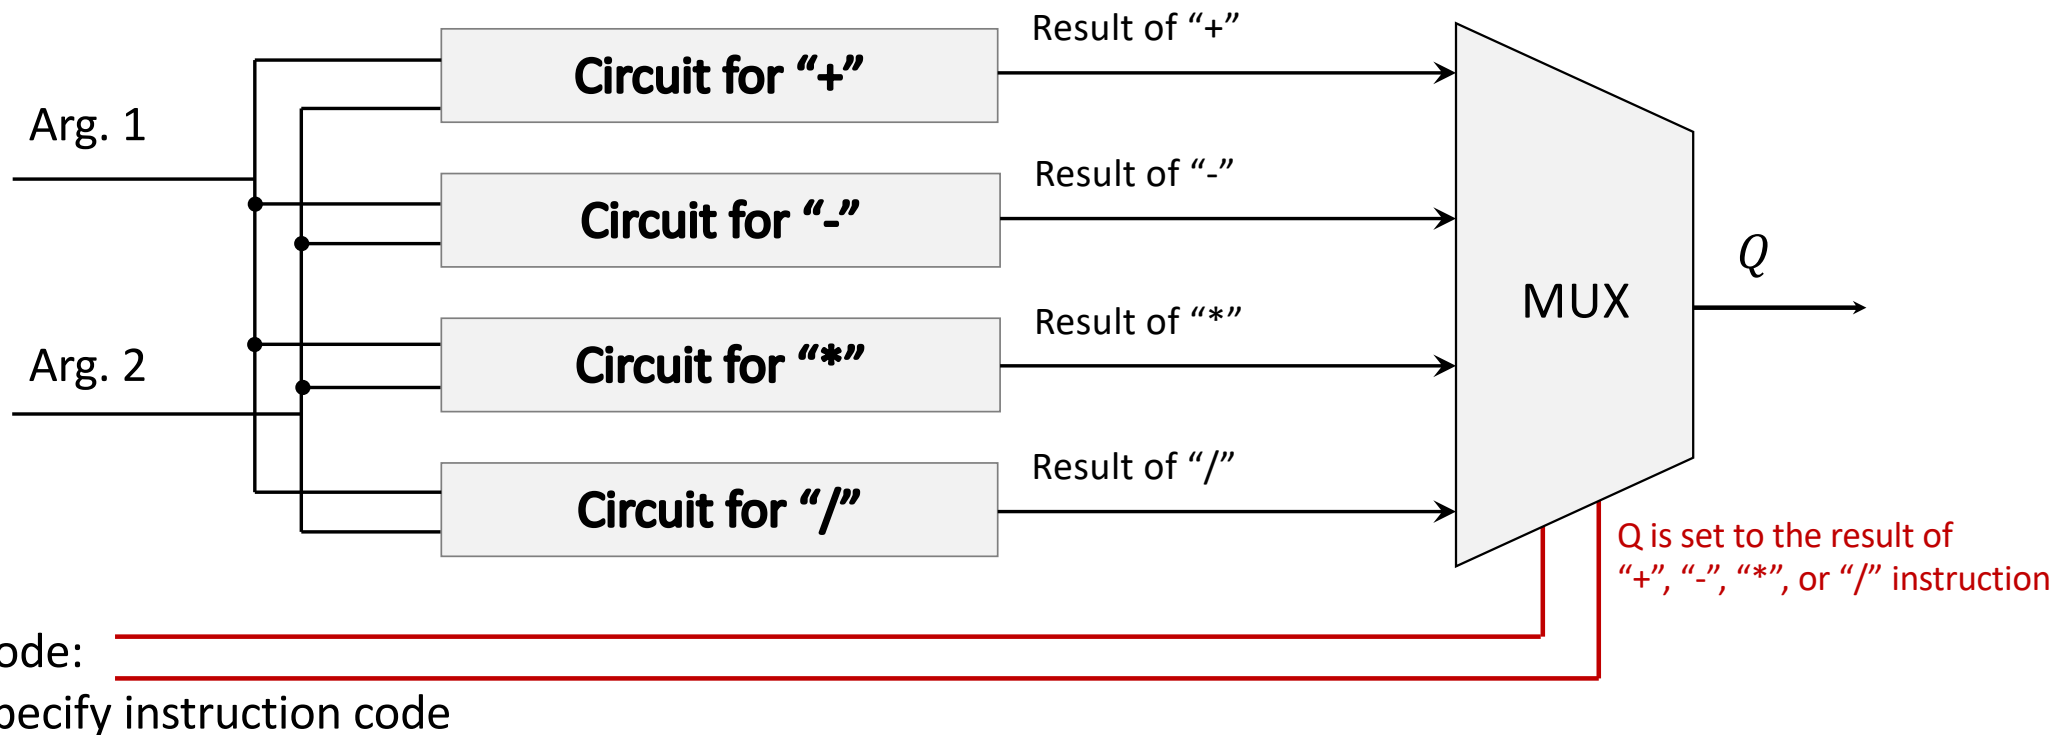 Result of “+”
Circuit for “+”
Arg. 1
Result of “-”
Circuit for “-”
Q
MUX
Result of “*”
Circuit for “*”
Arg. 2
Result of “/”
Circuit for “/”
Q is set to the result of
“+”, “-”, “*”, or “/” instruction
ode:
pecify instruction code